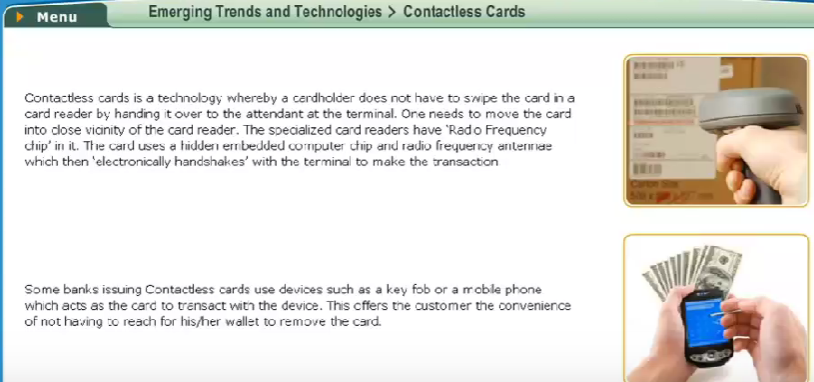 Menu
Emerging Trends and Technologies > Contactless Cards
Contactless cards is a technology whereby a cardholder does not have to swipe the card in a
card reader by handing it over to the attendant at the terminal. One needs to move the card
into close vicinity of the card reader. The specialized card readers have 'Radio Frequency
chip' in it. The card uses a hidden embedded computer chip and radio frequency antennae
which then 'electronically handshakes' with the terminal to make the transaction
Some banks issuing Contactless cards use devices such as a key fob or a mobile phone
which acts as the card to transact with the device. This offers the customer the convenience
of not having to reach for his/her wallet to remove the card.